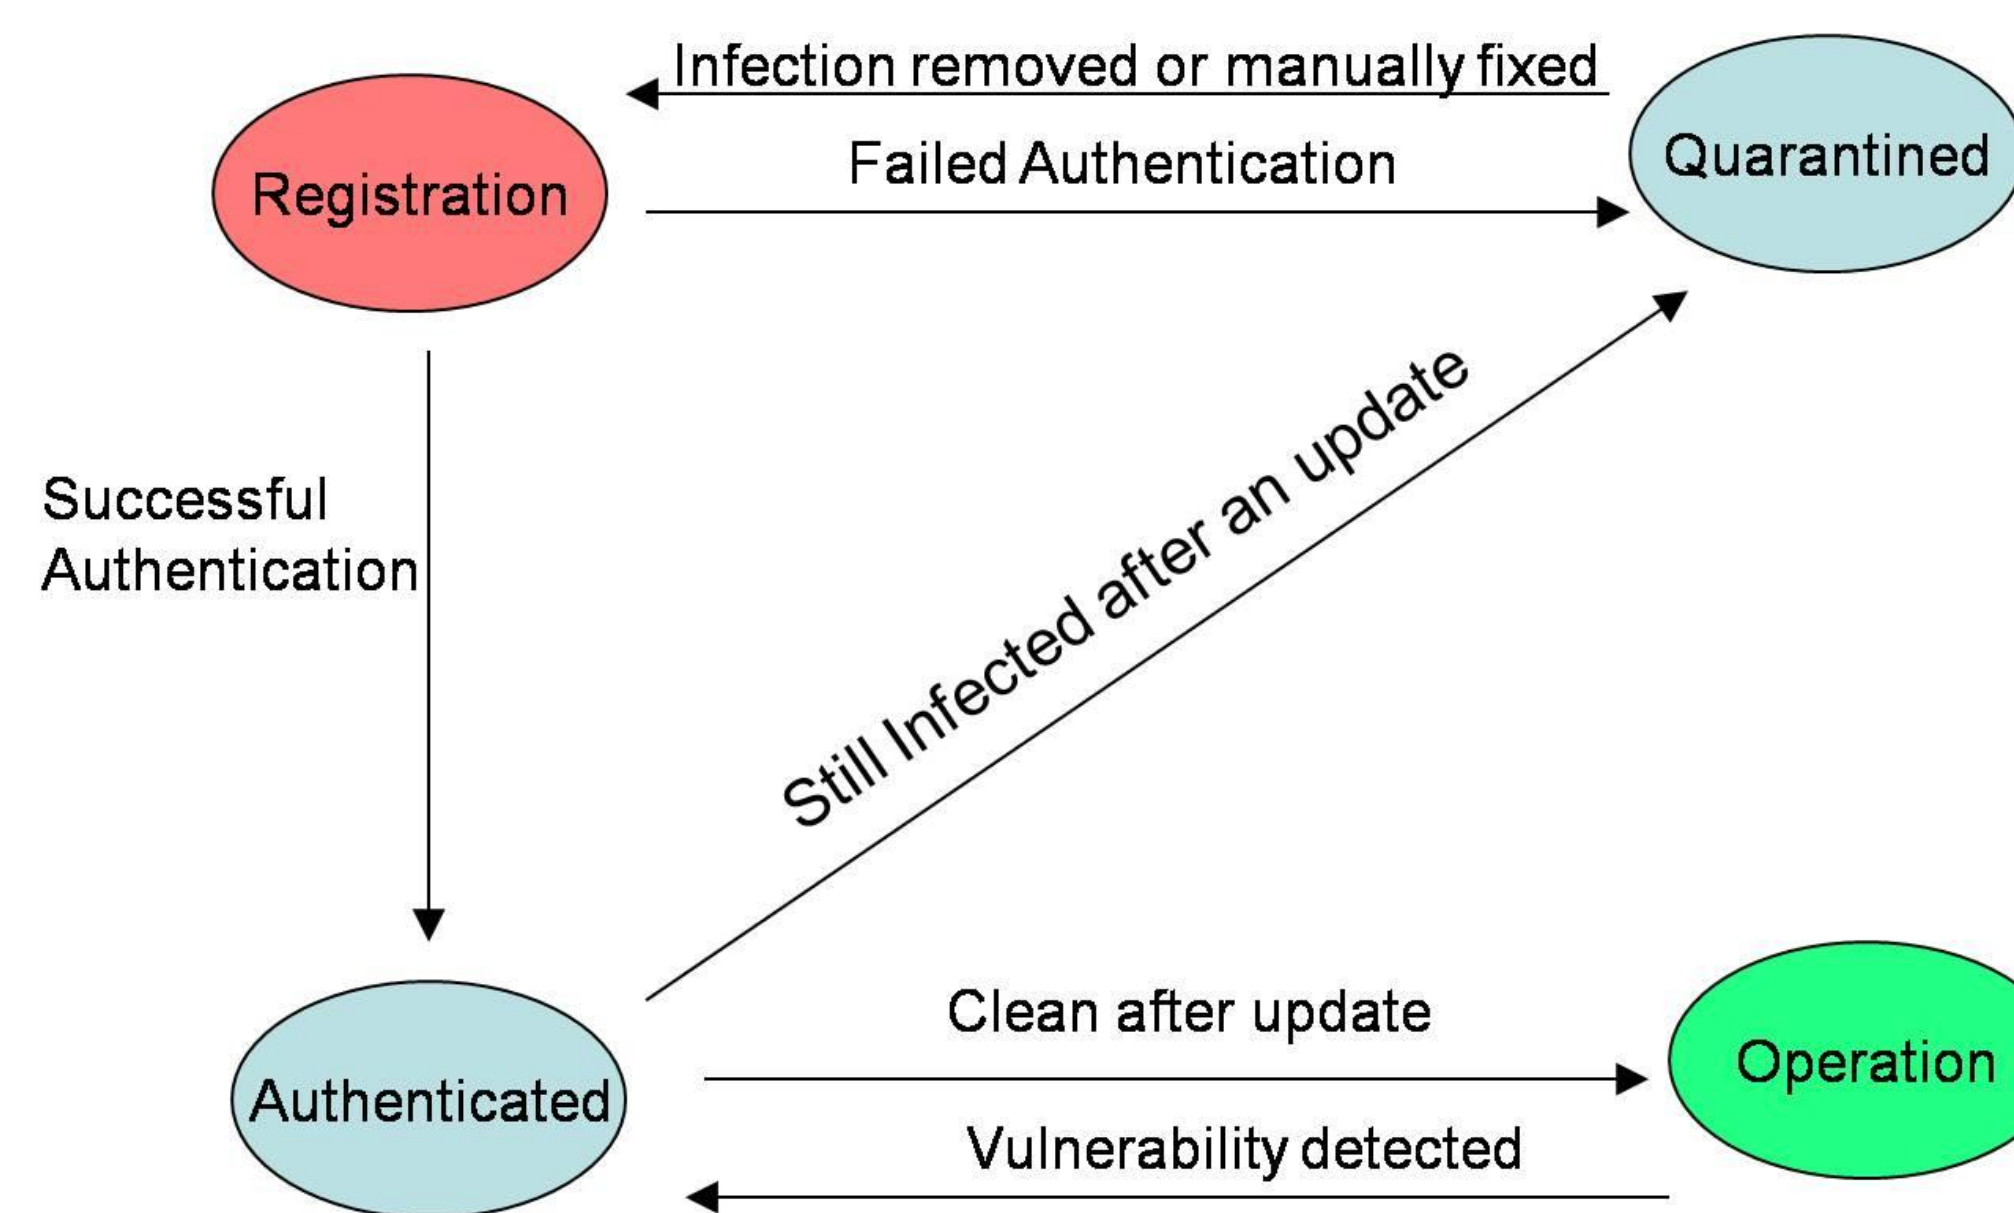 Infection removed or manually fixed
Failed Authentication
Registration
Quarantined
Successful
Authentication
Still Infected after an update
Clean after update
Authenticated
Operation
Vulnerability detected